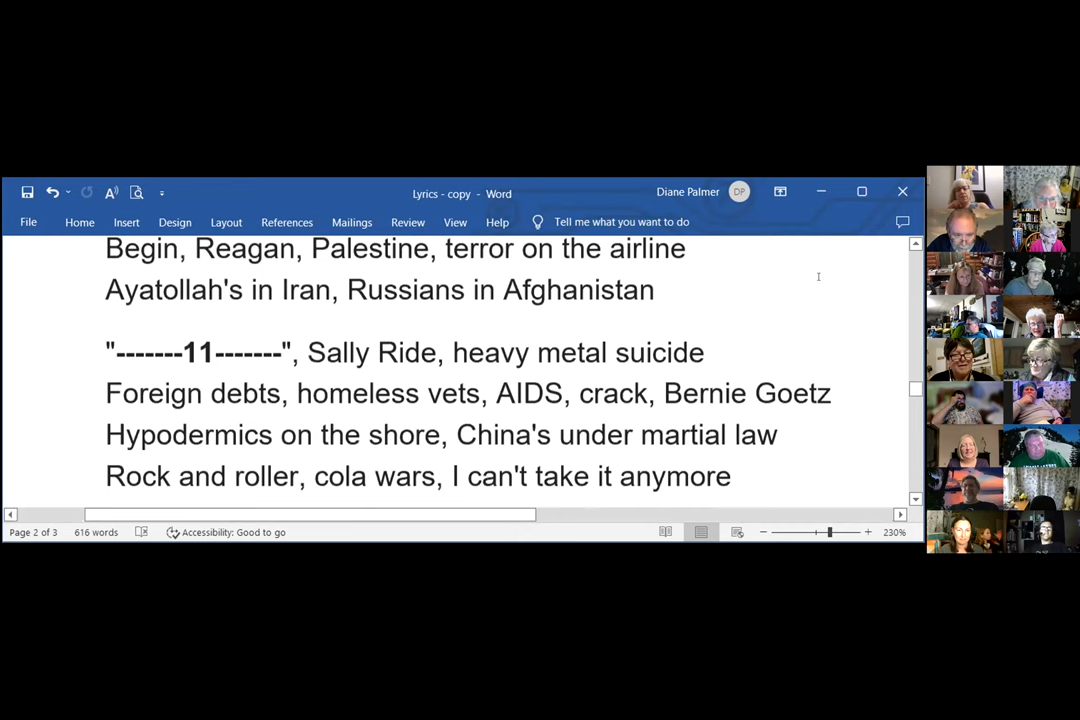 Lyrics - copy - Word
Diane Palmer DP
File Home Insert Design Layout References Mailings Review View Help Tell me what you want to do
Begin, Reagan, Palestine, terror on the airline
Ayatollah's in Iran, Russians in Afghanistan
"-------11-------", Sally Ride, heavy metal suicide
Foreign debts, homeless vets, AIDS, crack, Bernie Goetz
Hypodermics on the shore, China's under martial law
Rock and roller, cola wars, I can't take it anymore
Page 2 of 3 616 words Accessibility: Good to go 230%